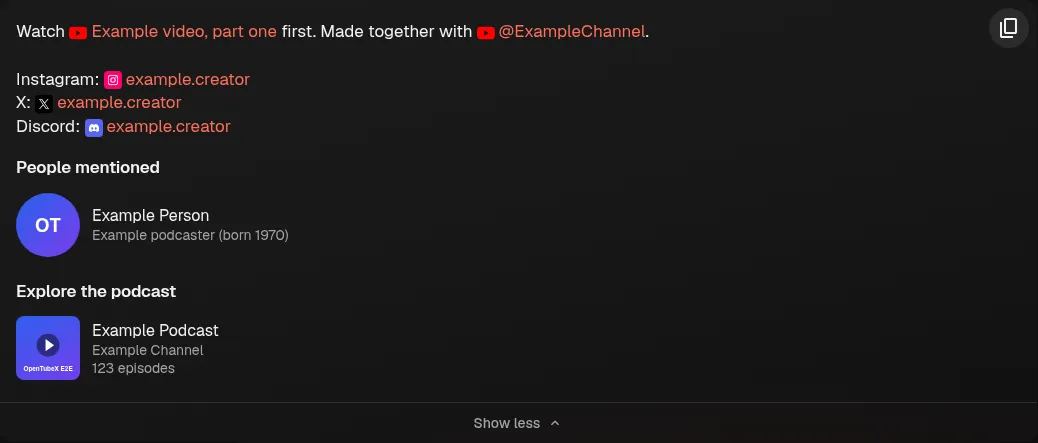 Watch Example video, part one first. Made together with @ExampleChannel.
Instagram: example.creator
X: example.creator
Discord: example.creator
People mentioned
OT
Example Person
Example podcaster (born 1970)
Explore the podcast
OpenTubeX E2E
Example Podcast
Example Channel
123 episodes
Show less